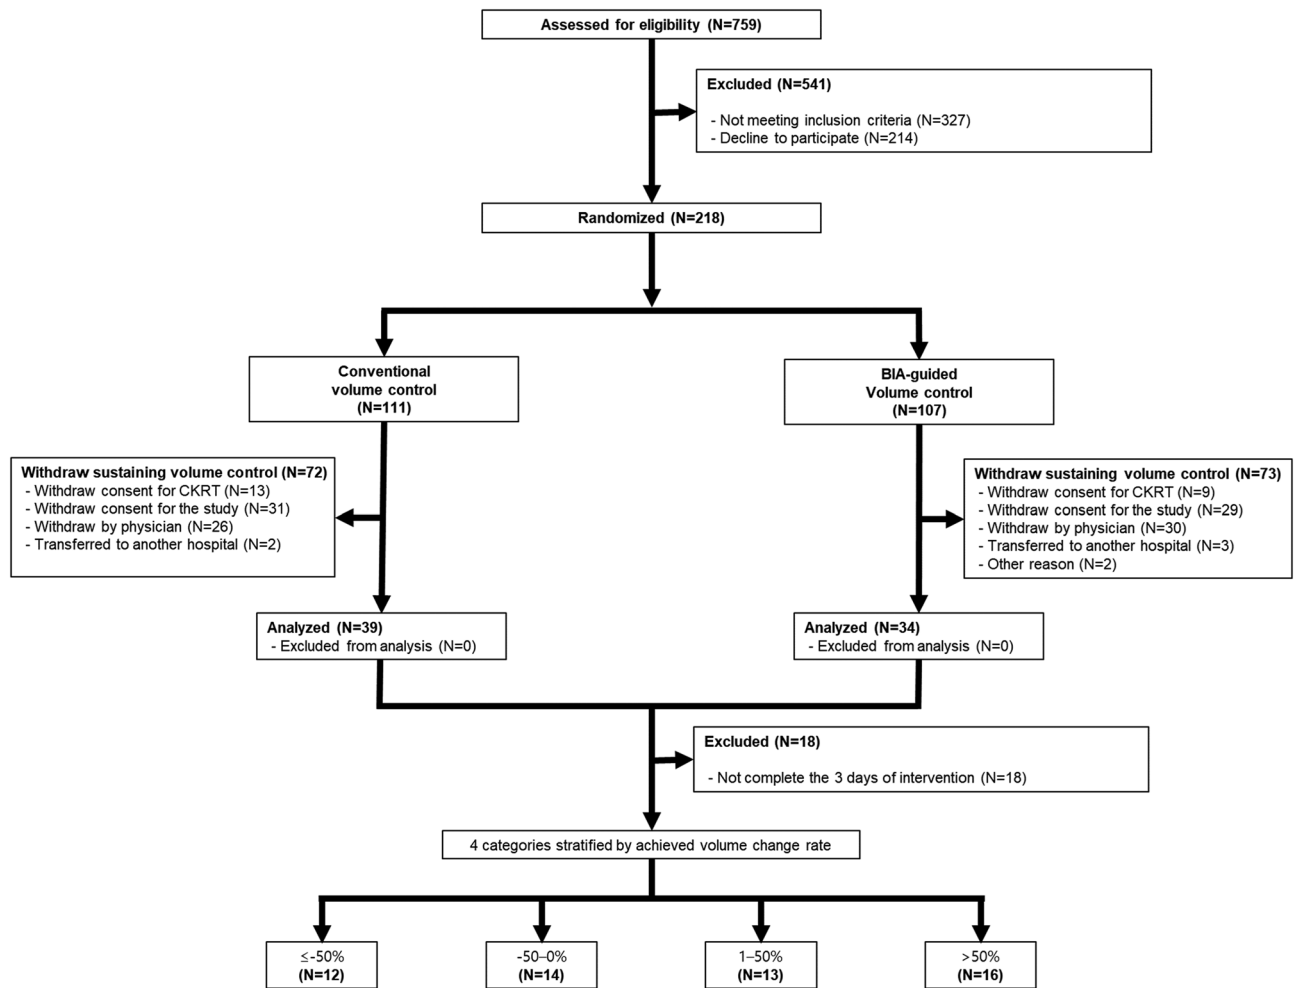 Assessed for eligibility (N=759)
Excluded (N=541)
- Not meeting inclusion criteria (N=327)
- Decline to participate (N=214)
Randomized (N=218)
Conventional
volume control
(N=111)
BIA-guided
Volume control
(N=107)
Withdraw sustaining volume control (N=72)
- Withdraw consent for CKRT (N=13)
- Withdraw consent for the study (N=31)
- Withdraw by physician (N=26)
- Transferred to another hospital (N=2)
Withdraw sustaining volume control (N=73)
- Withdraw consent for CKRT (N=9)
- Withdraw consent for the study (N=29)
- Withdraw by physician (N=30)
- Transferred to another hospital (N=3)
- Other reason (N=2)
Analyzed (N=39)
- Excluded from analysis (N=0)
Analyzed (N=34)
- Excluded from analysis (N=0)
Excluded (N=18)
- Not complete the 3 days of intervention (N=18)
4 categories stratified by achieved volume change rate
≤-50%
(N=12)
-50–0%
(N=14)
1–50%
(N=13)
>50%
(N=16)